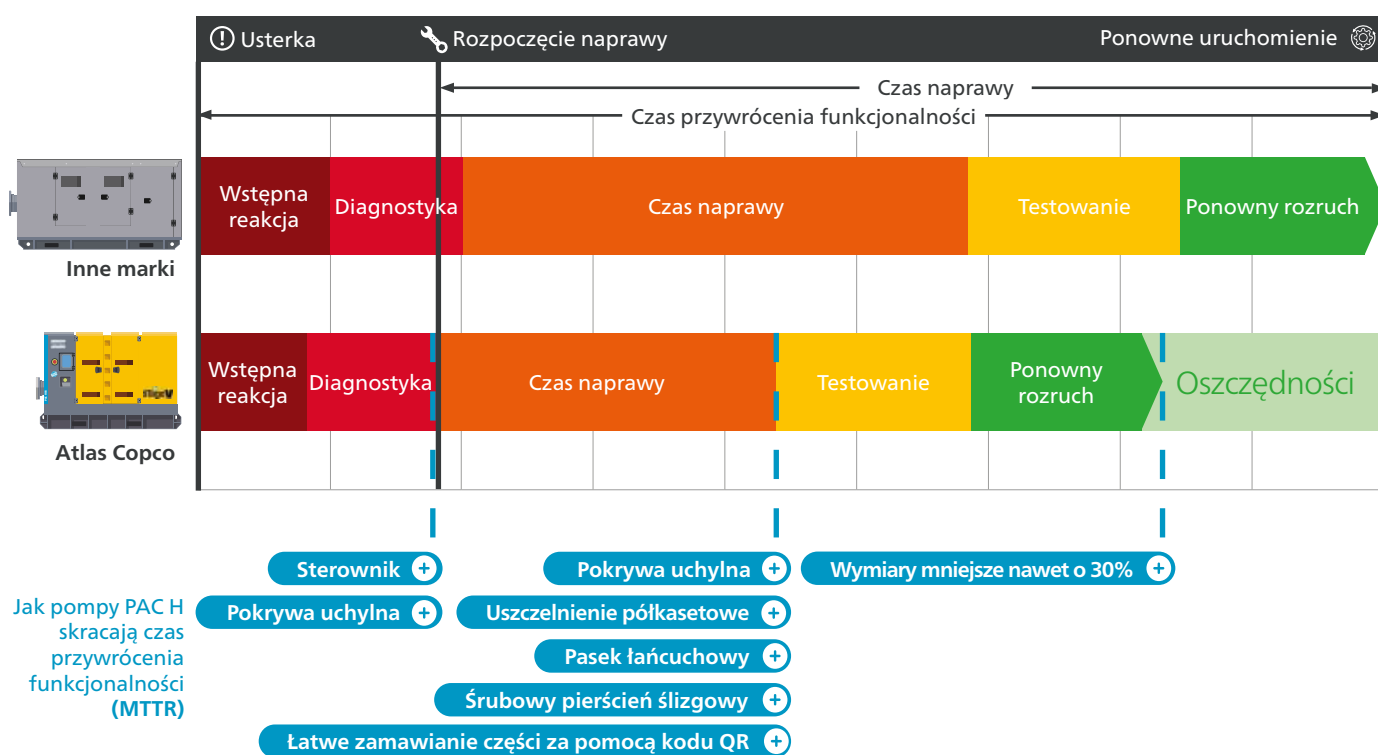 Usterka
Rozpoczęcie naprawy
Ponowne uruchomienie
Czas naprawy
Czas przywrócenia funkcjonalności
Wstępna
reakcja
Diagnostyka
Czas naprawy
Testowanie
Ponowny rozruch
Inne marki
Wstępna
reakcja
Diagnostyka
Czas naprawy
Testowanie
Ponowny
rozruch
Oszczędności
Atlas Copco
Sterownik +
Pokrywa uchylna +
Wymiary mniejsze nawet o 30% +
Jak pompy PAC H
skracają czas
przywrócenia
funkcjonalności
(MTTR)
Pokrywa uchylna +
Uszczelnienie półkasetowe +
Pasek łańcuchowy +
Śrubowy pierścień ślizgowy +
Łatwe zamawianie części za pomocą kodu QR +